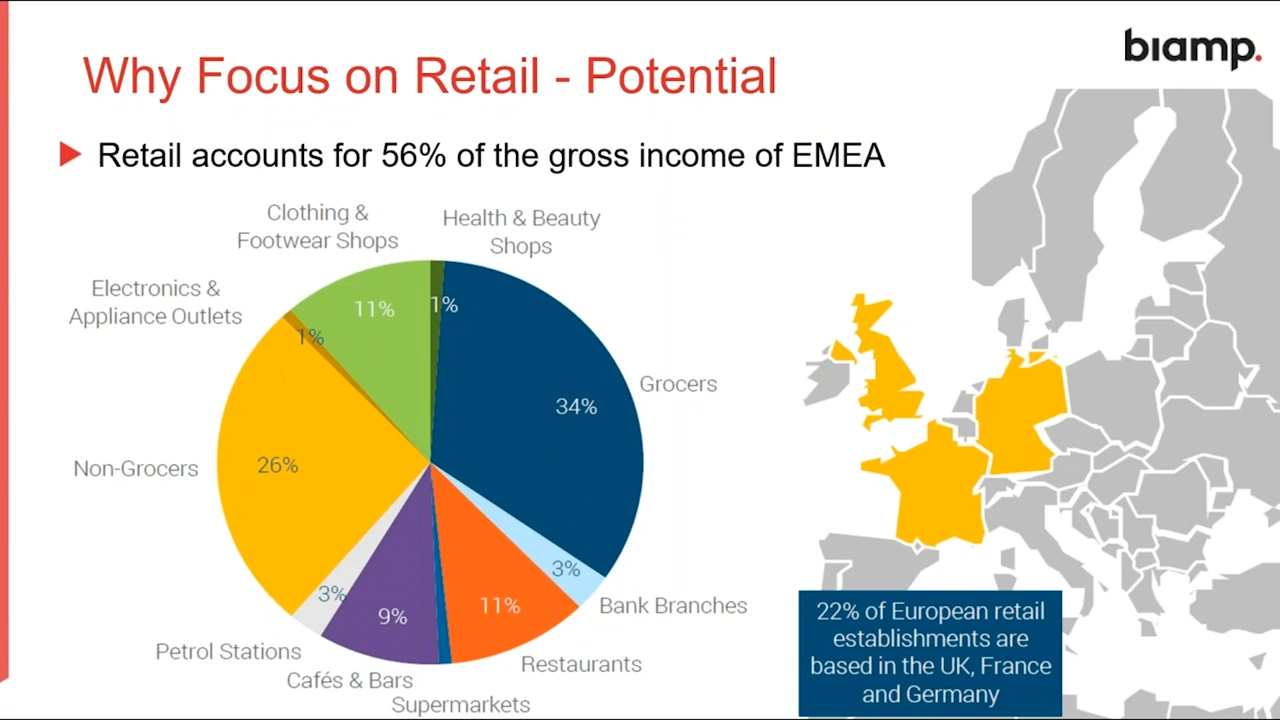 biamp.
Why Focus on Retail - Potential
Retail accounts for 56% of the gross income of EMEA
Clothing &
Footwear Shops
Health & Beauty
Shops
Electronics &
Appliance Outlets
11%
1%
1%
Grocers
34%
Non-Grocers
26%
3%
Bank Branches
3%
11%
9%
Petrol Stations
Restaurants
Cafés & Bars
Supermarkets
22% of European retail
establishments are
based in the UK, France
and Germany